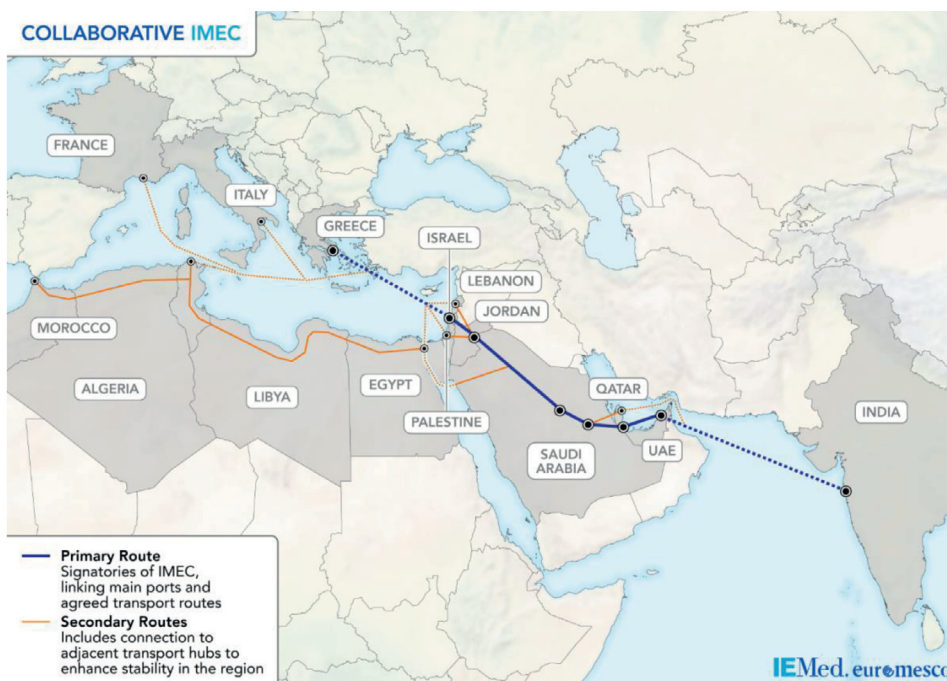 COLLABORATIVE IMEC
FRANCE
ITALY
GREECE
ISRAEL
LEBANON
JORDAN
MOROCCO
ALGERIA
LIBYA
EGYPT
PALESTINE
QATAR
SAUDI
ARABIA
UAE
INDIA
Primary Route
Signatories of IMEC,
linking main ports and
agreed transport routes
Secondary Routes
Includes connection to
adjacent transport hubs to
enhance stability in the region
IEMed. euromesco